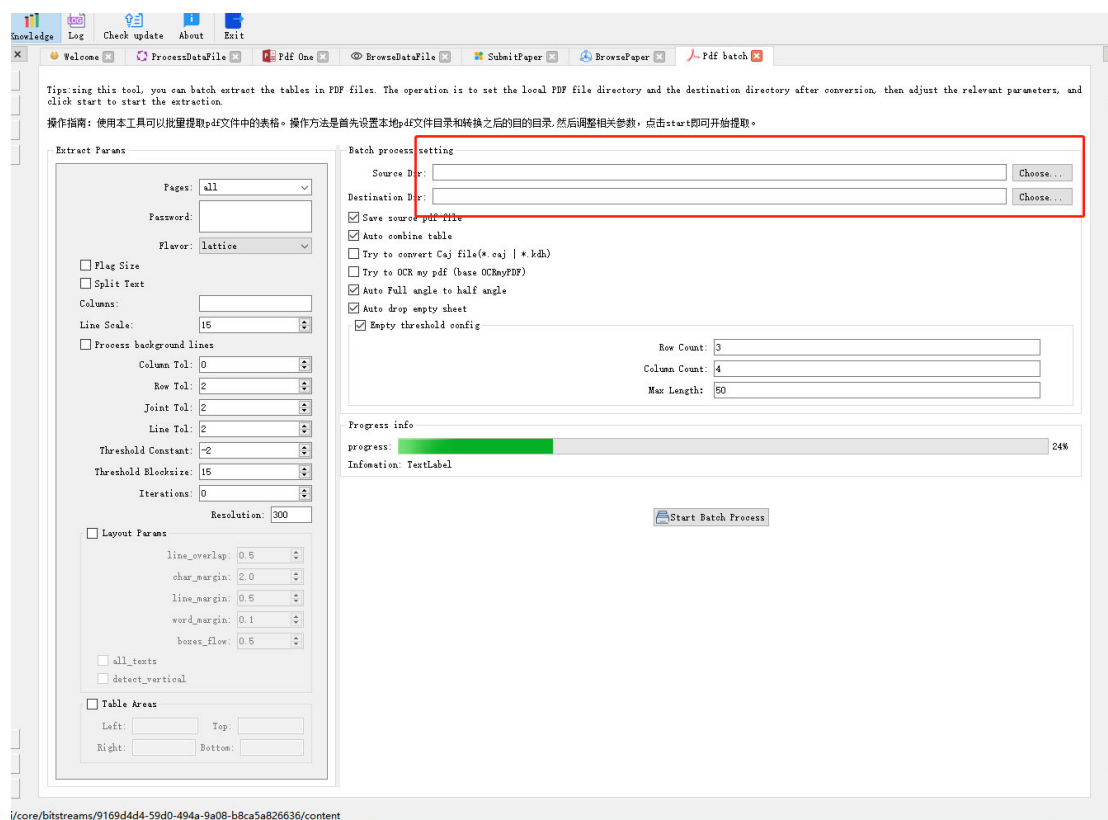 Knowledge Log Check update About Exit
Welcome ProcessDataFile Pdf One BrowseDataFile SubmitPaper BrowsePaper Pdf batch
Tips:sing this tool, you can batch extract the tables in PDF files. The operation is to set the local PDF file directory and the destination directory after conversion, then adjust the relevant parameters, and
click start to start the extraction.
操作指南: 使用本工具可以批量提取pdf文件中的表格。操作方法是首先设置本地pdf文件目录和转换之后的目的目录,然后调整相关参数，点击start即可开始提取。
Extract Params
Pages: all
Password:
Flavor: lattice
Flag Size
Split Text
Columns:
Line Scale: 15
Process background lines
Column Tol: 0
Row Tol: 2
Joint Tol: 2
Line Tol: 2
Threshold Constant: -2
Threshold Blocksize: 15
Iterations: 0
Resolution: 300
Layout Params
line_overlap: 0.5
char_margin: 2.0
line_margin: 0.5
word_margin: 0.1
boxes_flow: 0.5
all_texts
detect_vertical
Table Areas
Left: Top:
Right: Bottom:
Batch process setting
Source Dir: Choose...
Destination Dir: Choose...
Save source pdf file
Auto combine table
Try to convert Caj file(*.caj | *.kdh)
Try to OCR my pdf (base OCRmyPDF)
Auto Full angle to half angle
Auto drop empty sheet
Empty threshold config
Row Count: 3
Column Count: 4
Max Length: 50
Progress info
progress: 24%
Infomation: TextLabel
Start Batch Process
i/core/bitstreams/9169d4d4-59d0-494a-9a08-b8ca5a826636/content